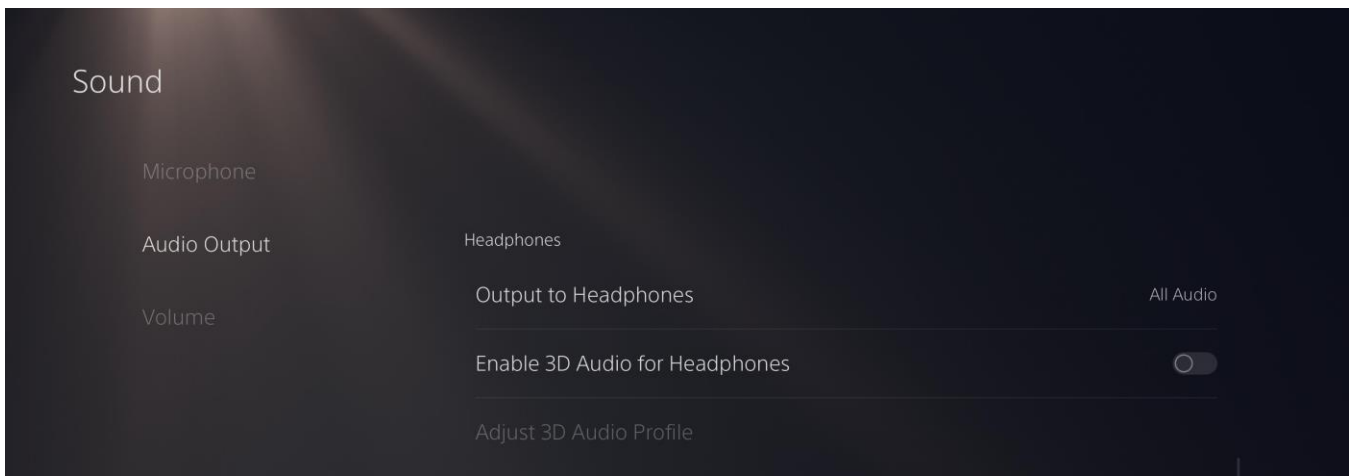 Sound
Microphone
Audio Output
Volume
Headphones
Output to Headphones All Audio
Enable 3D Audio for Headphones
Adjust 3D Audio Profile